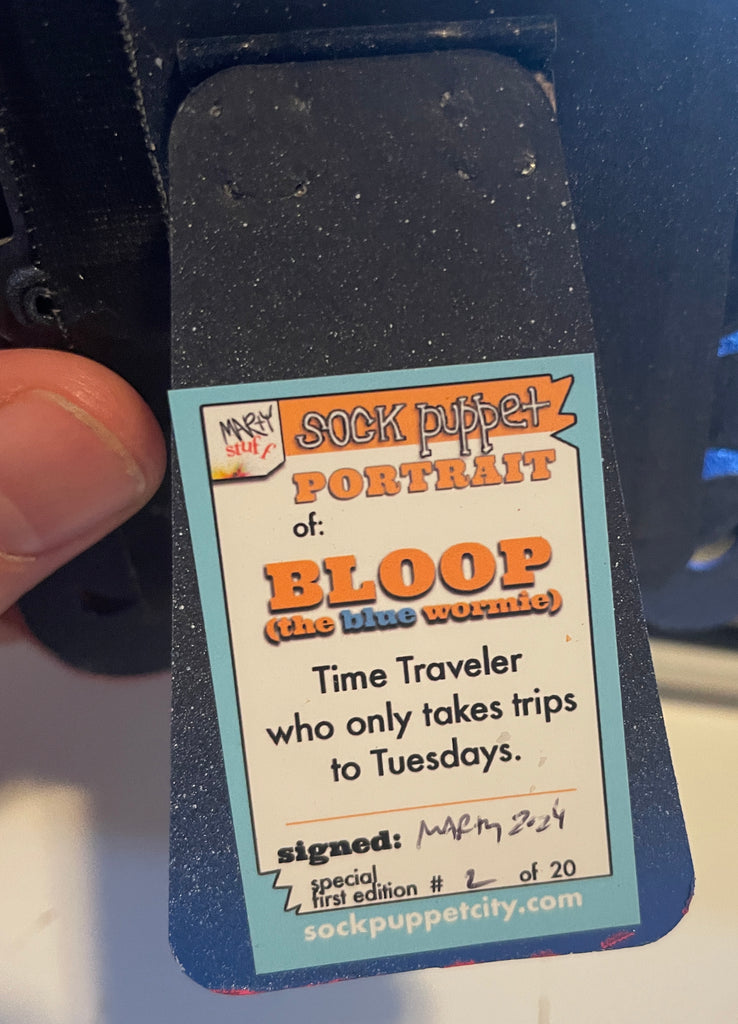 MARTY
stuff
SOCK puppet
PORTRAIT
of:
BLOOP
(the blue wormie)
Time Traveler
who only takes trips
to Tuesdays.
signed: MARTY 2024
special
first edition # 2 of 20
sockpuppetcity.com